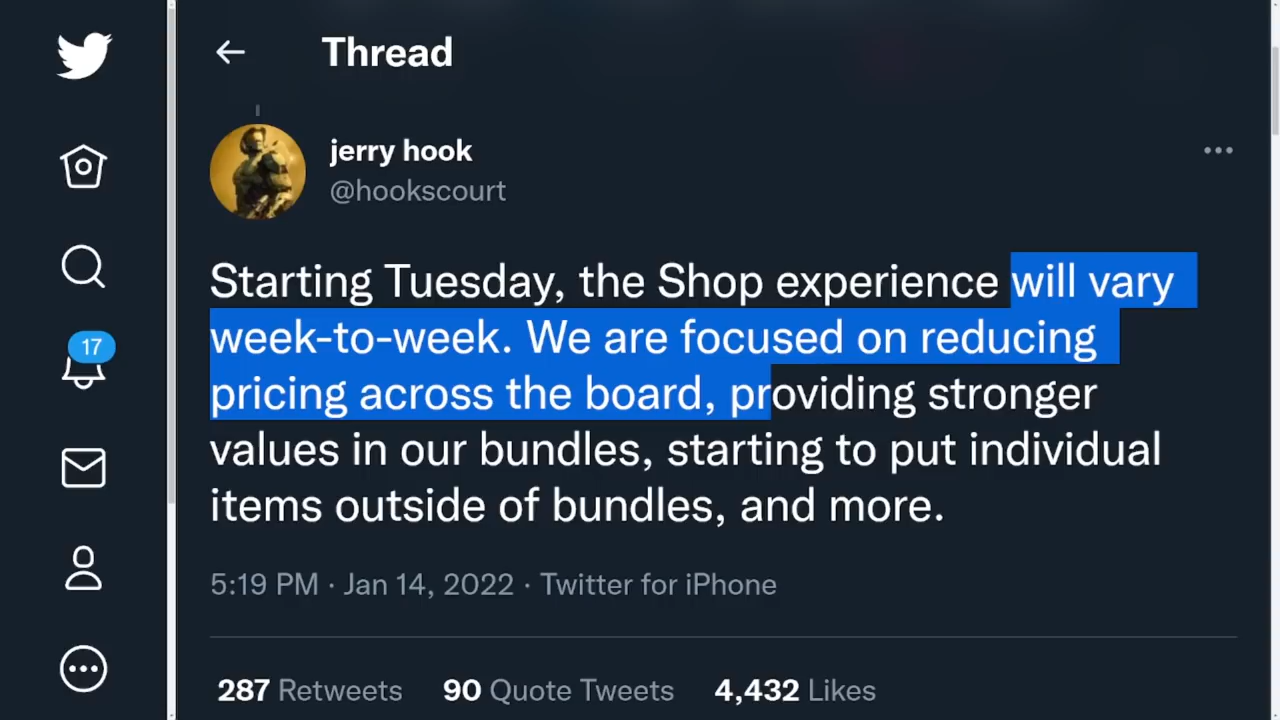 Thread
jerry hook
@hookscourt
Starting Tuesday, the Shop experience will vary
week-to-week. We are focused on reducing
pricing across the board, providing stronger
values in our bundles, starting to put individual
items outside of bundles, and more.
17
5:19 PM · Jan 14, 2022 · Twitter for iPhone
287 Retweets 90 Quote Tweets 4,432 Likes